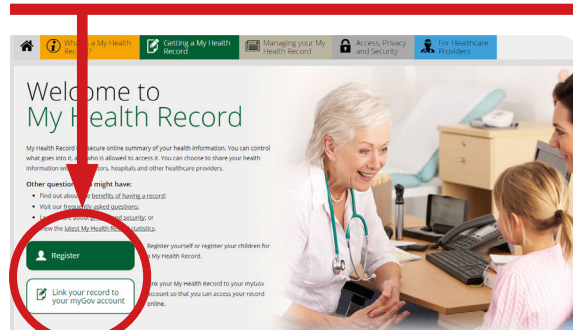 What is a My Health
Record?
Getting a My Health
Record
Managing your My
Health Record
Access, Privacy
and Security
For Healthcare
Providers
Welcome to
My Health Record
My Health Record is a secure online summary of your health information. You can control
what goes into it, and who is allowed to access it. You can choose to share your health
information with doctors, hospitals and other healthcare providers.
Other questions might have:
Find out about the benefits of having
a record;
Visit our frequently asked questions;
about and security; or
view the latest My Health Record statistics.
Register
Register yourself or register your children for
a My Health Record.
Link your record to
your myGov account
Link your My Health Record to your myGov
account so that you can access your record
online.